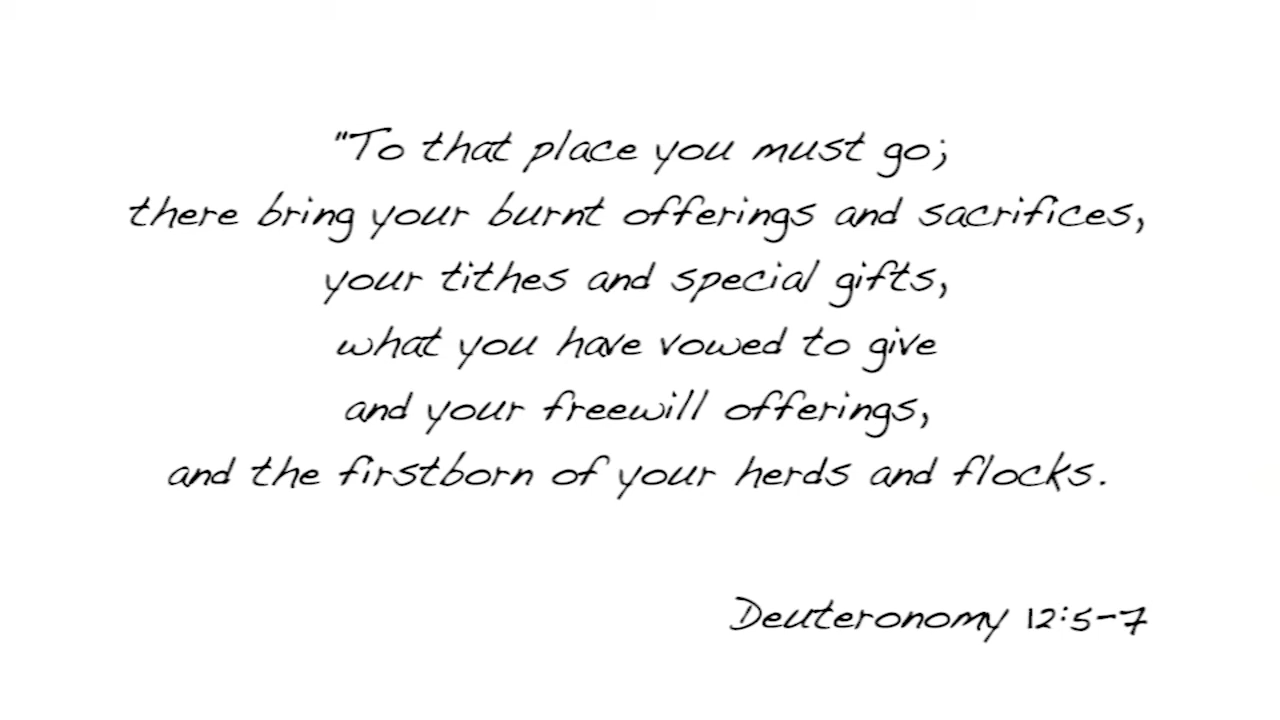 "To that place you must go;
there bring your burnt offerings and sacrifices,
your tithes and special gifts,
what you have vowed to give
and your freewill offerings,
and the firstborn of your herds and flocks.
Deuteronomy 12:5-7